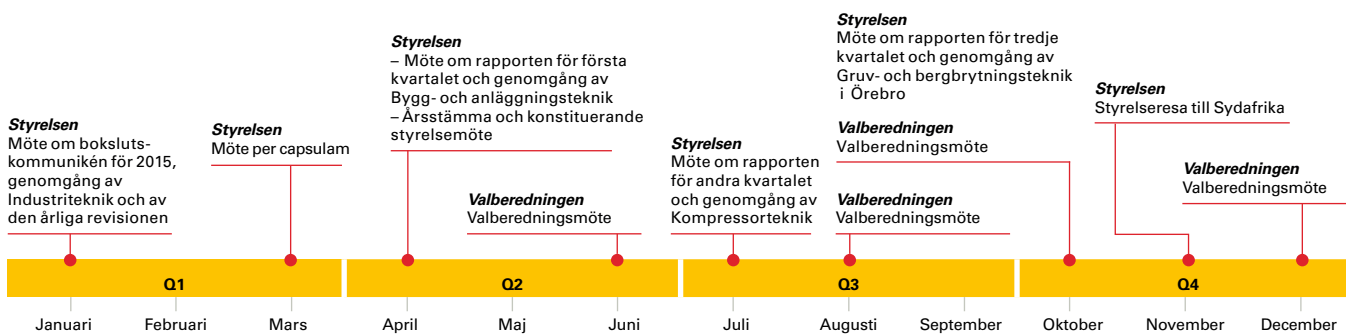 Styrelsen
Möte om boksluts-
kommunikén för 2015,
genomgång av
Industriteknik och av
den årliga revisionen
Styrelsen
Möte per capsulam
Styrelsen
– Möte om rapporten för första
kvartalet och genomgång av
Bygg- och anläggningsteknik
– Årsstämma och konstituerande
styrelsemöte
Valberedningen
Valberedningsmöte
Styrelsen
Möte om rapporten
för andra kvartalet
och genomgång av
Kompressorteknik
Valberedningen
Valberedningsmöte
Styrelsen
Möte om rapporten för tredje
kvartalet och genomgång av
Gruv- och bergbrytningsteknik
i Örebro
Valberedningen
Valberedningsmöte
Styrelsen
Styrelseresa till Sydafrika
Valberedningen
Valberedningsmöte
Q1 Q2 Q3 Q4
Januari Februari Mars April Maj Juni Juli Augusti September Oktober November December